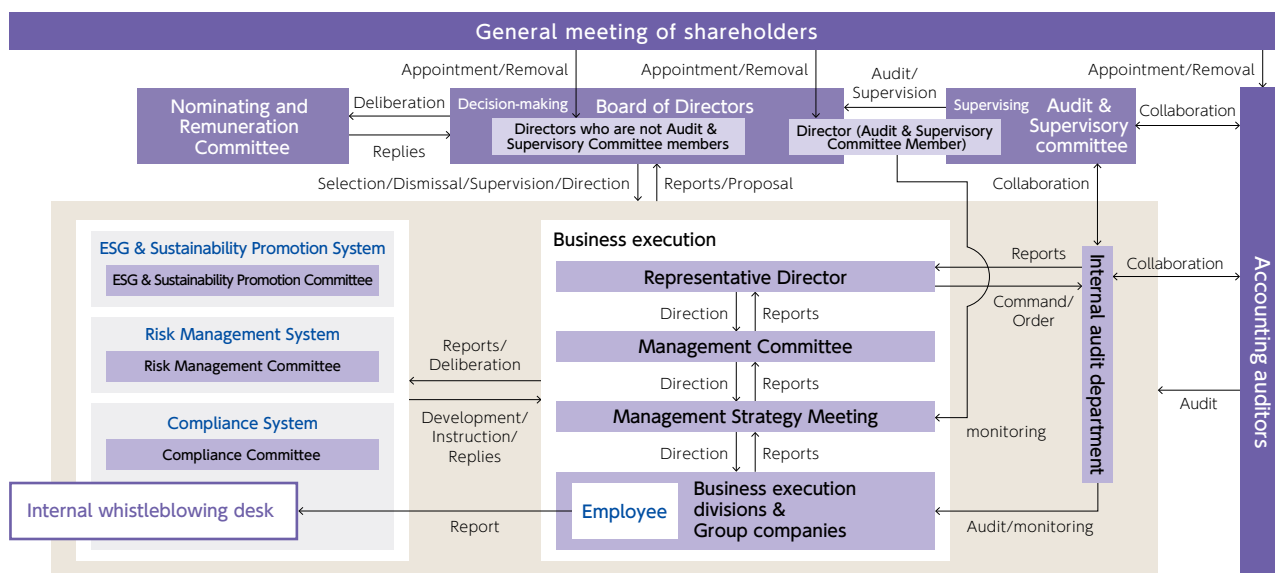 General meeting of shareholders
Appointment/Removal
Appointment/Removal
Audit/
Supervision
Appointment/Removal
Nominating and
Remuneration
Committee
Deliberation
Replies
Decision-making
Board of Directors
Directors who are not Audit &
Supervisory Committee members
Director (Audit & Supervisory
Committee Member)
Supervising
Audit &
Supervisory
committee
Collaboration
Selection/Dismissal/Supervision/Direction
Reports/Proposal
Collaboration
ESG & Sustainability Promotion System
ESG & Sustainability Promotion Committee
Risk Management System
Risk Management Committee
Compliance System
Compliance Committee
Internal whistleblowing desk
Reports/
Deliberation
Development/
Instruction/
Replies
Report
Business execution
Representative Director
Direction
Reports
Management Committee
Direction
Reports
Management Strategy Meeting
Direction
Reports
Employee
Business execution
divisions &
Group companies
Reports
Command/
Order
monitoring
Audit/monitoring
Internal audit department
Collaboration
Audit
Accounting auditors